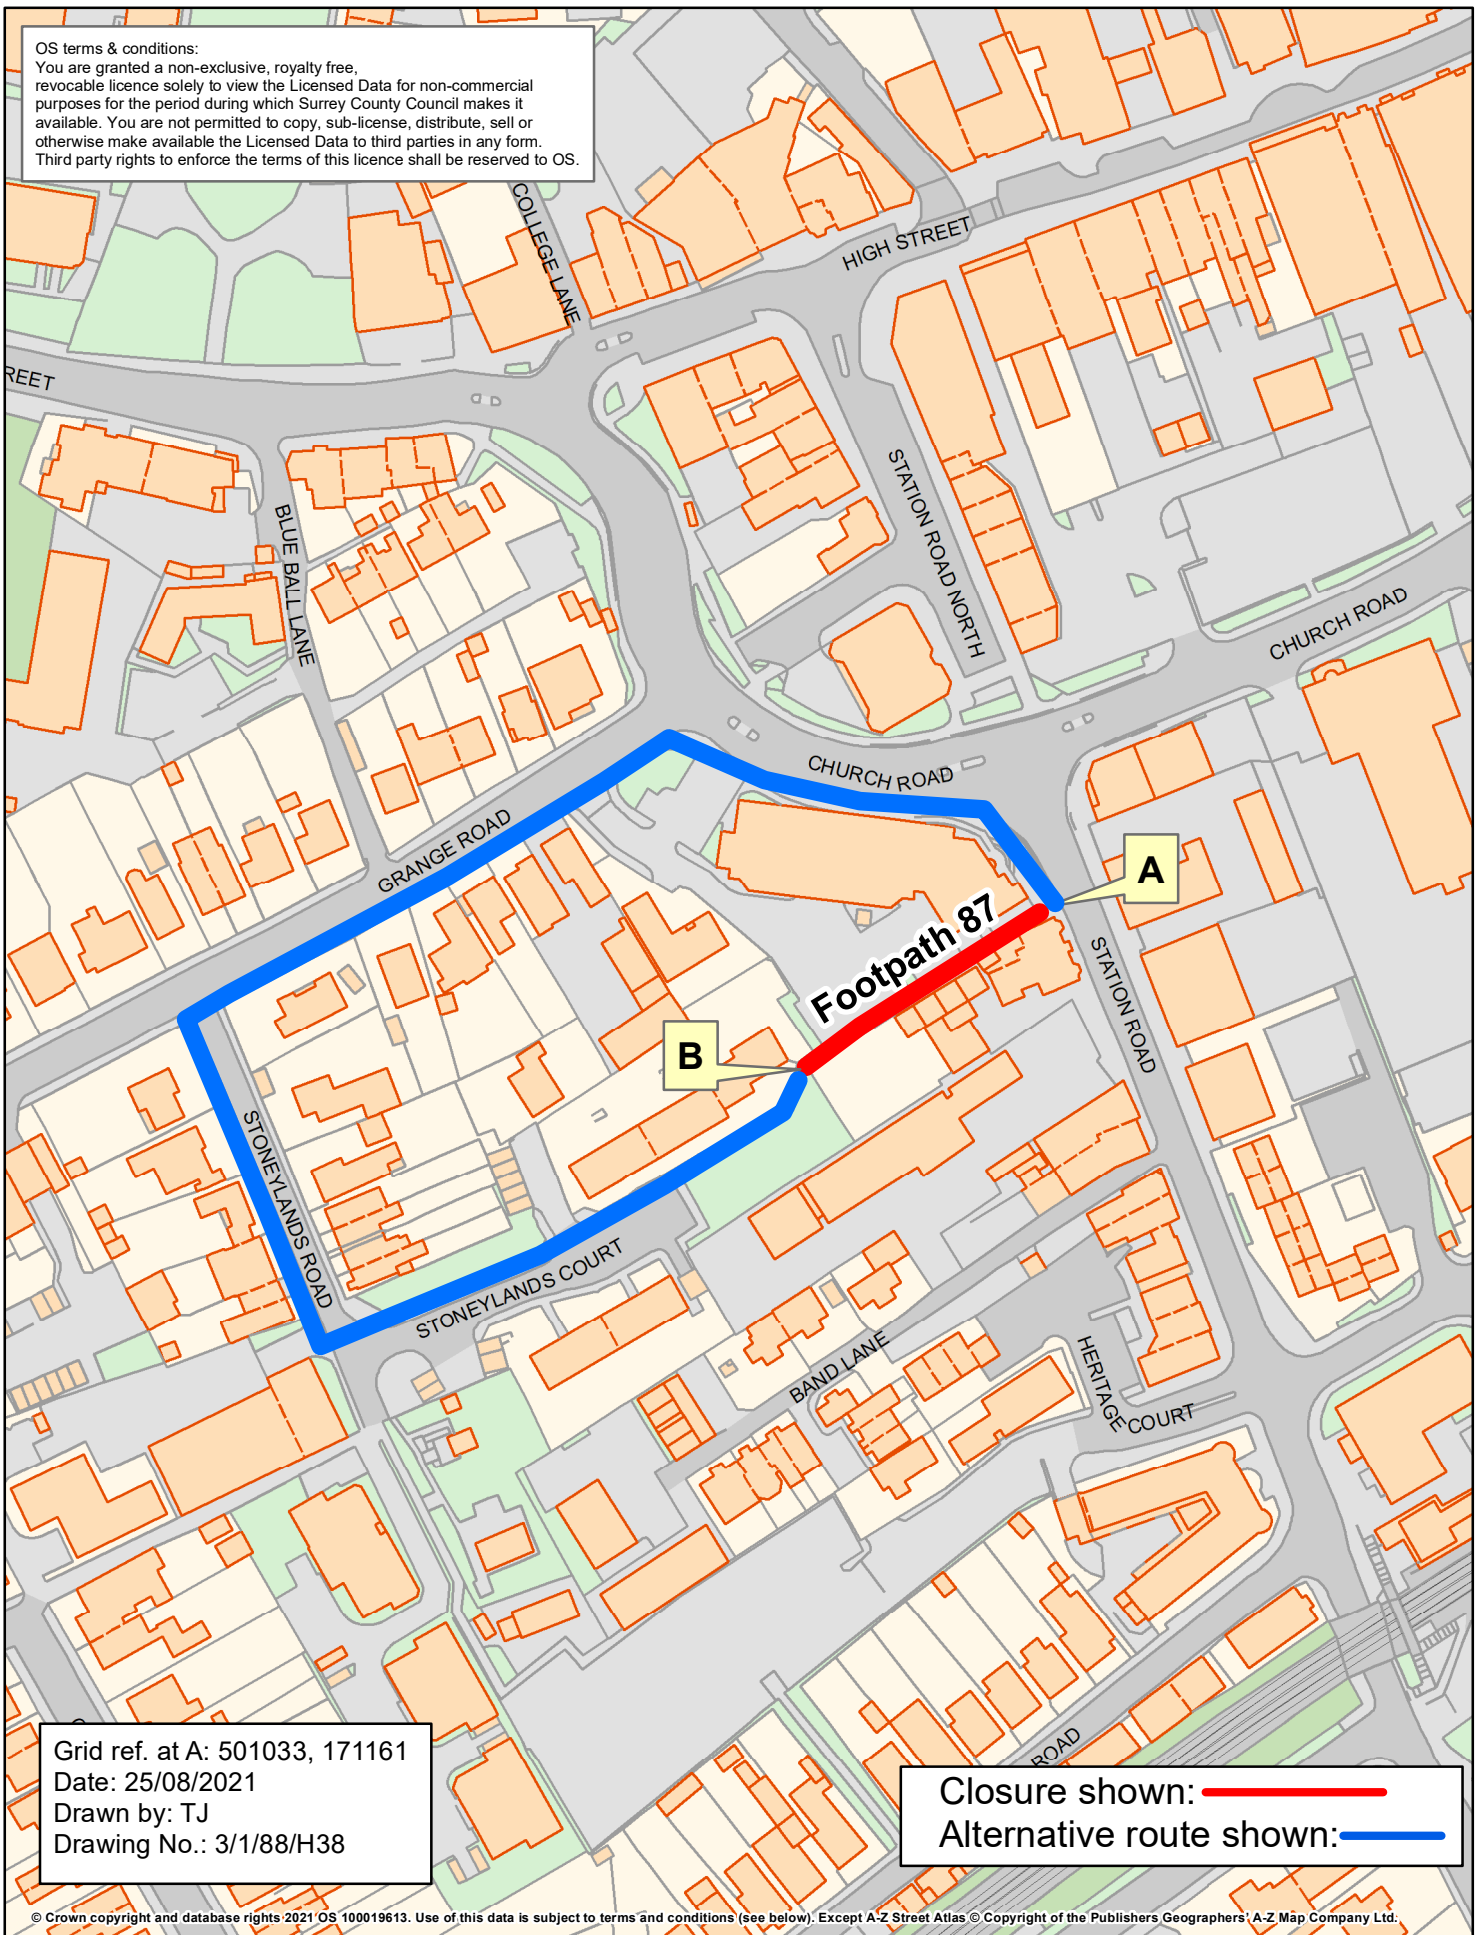 OS terms & conditions:
You are granted a non-exclusive, royalty free,
revocable licence solely to view the Licensed Data for non-commercial
purposes for the period during which Surrey County Council makes it
available. You are not permitted to copy, sub-license, distribute, sell or
otherwise make available the Licensed Data to third parties in any form.
Third party rights to enforce the terms of this licence shall be reserved to OS.
COLLEGE LANE
HIGH STREET
REET
BLUE BALL LANE
STATION ROAD NORTH
CHURCH ROAD
CHURCH ROAD
GRANGE ROAD
A
Footpath 87
STATION ROAD
B
STONEYLANDS ROAD
STONEYLANDS COURT
BAND LANE
HERITAGE COURT
ROAD
Grid ref. at A: 501033, 171161
Date: 25/08/2021
Drawn by: TJ
Drawing No.: 3/1/88/H38
Closure shown:
Alternative route shown:
© Crown copyright and database rights 2021 OS 100019613. Use of this data is subject to terms and conditions (see below). Except A-Z Street Atlas © Copyright of the Publishers Geographers' A-Z Map Company Ltd.